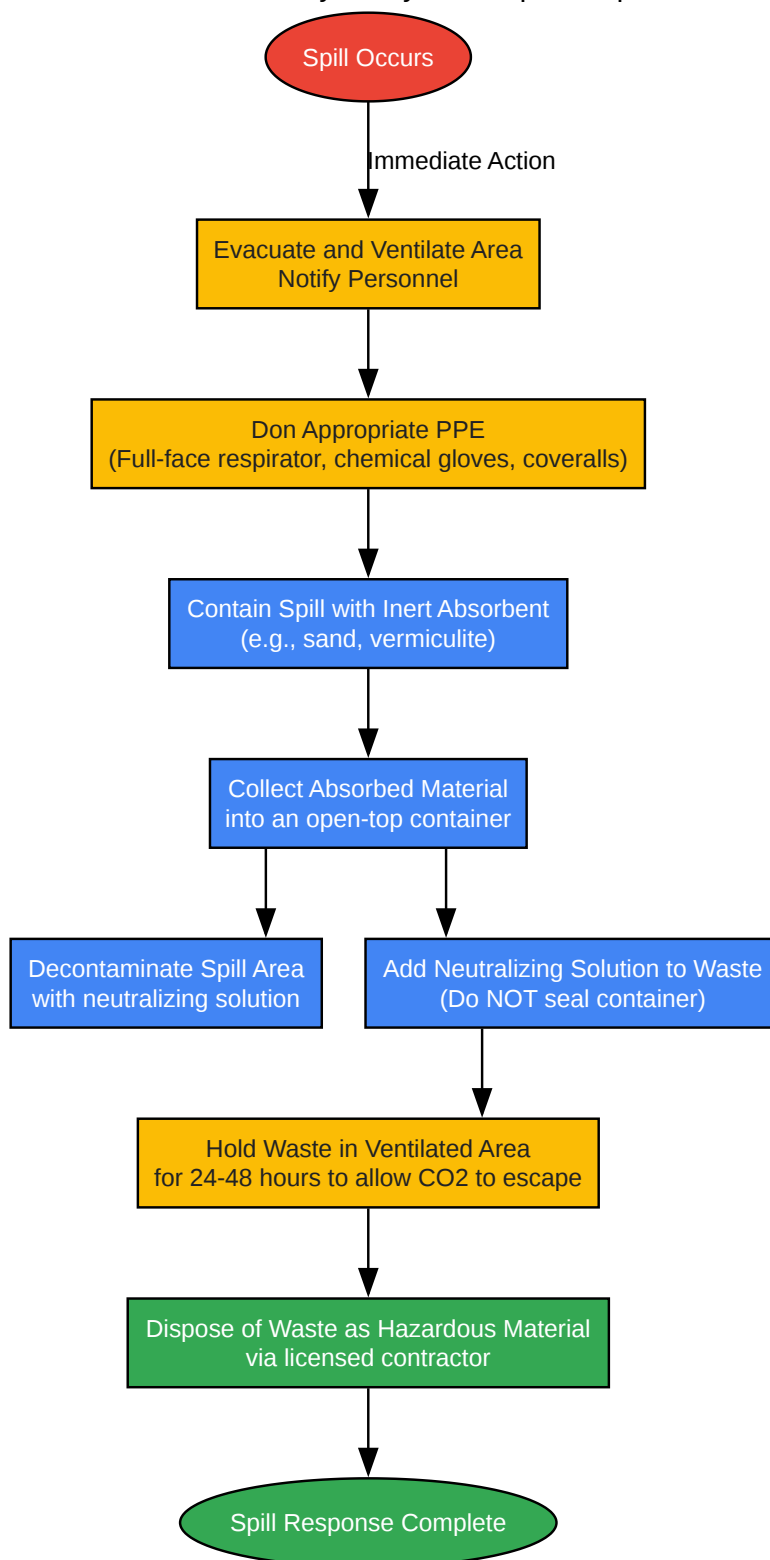 Spill Occurs
Immediate Action
Evacuate and Ventilate Area
Notify Personnel
Don Appropriate PPE
(Full-face respirator, chemical gloves, coveralls)
Contain Spill with Inert Absorbent
(e.g., sand, vermiculite)
Collect Absorbed Material
into an open-top container
Decontaminate Spill Area
with neutralizing solution
Add Neutralizing Solution to Waste
(Do NOT seal container)
Hold Waste in Ventilated Area
for 24-48 hours to allow CO2 to escape
Dispose of Waste as Hazardous Material
via licensed contractor
Spill Response Complete